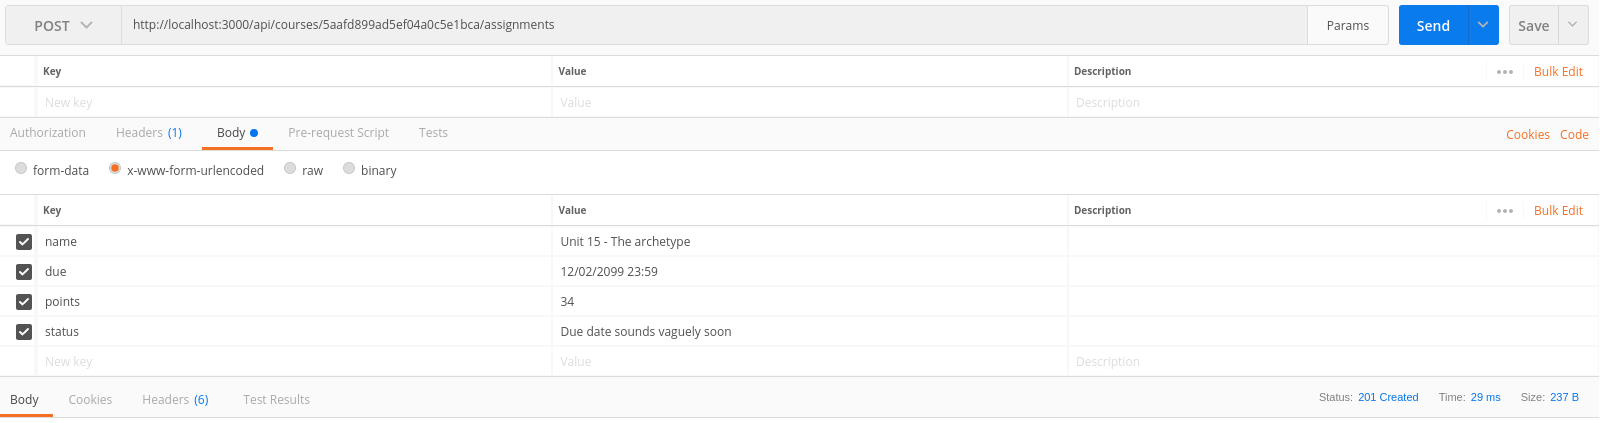 POST http://localhost:3000/api/courses/5aafd899ad5ef04a0c5e1bca/assignments Params Send Save
Key Value Description Bulk Edit
New key Value Description
Authorization Headers (1) Body Pre-request Script Tests Cookies Code
form-data x-www-form-urlencoded raw binary
Key Value Description Bulk Edit
name Unit 15 - The archetype
due 12/02/2099 23:59
points 34
status Due date sounds vaguely soon
New key Value Description
Body Cookies Headers (6) Test Results Status: 201 Created Time: 29 ms Size: 237 B